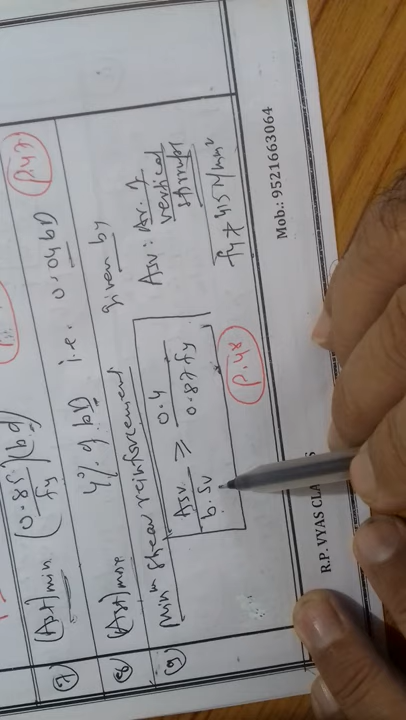 (7) (Ast)min (0.85/fy)(bd) P.47
(8) (Ast)max 4% of bD i.e. 0.04bD
(9) minm shear reinforcement given by
Asv/b.Sv ≥ 0.4/0.87fy
Asv: Ar. of
vertical
stirrups
fy ≯ 415 N/mm²
P.48
R.P. VYAS CLA S
Mob.: 9521663064